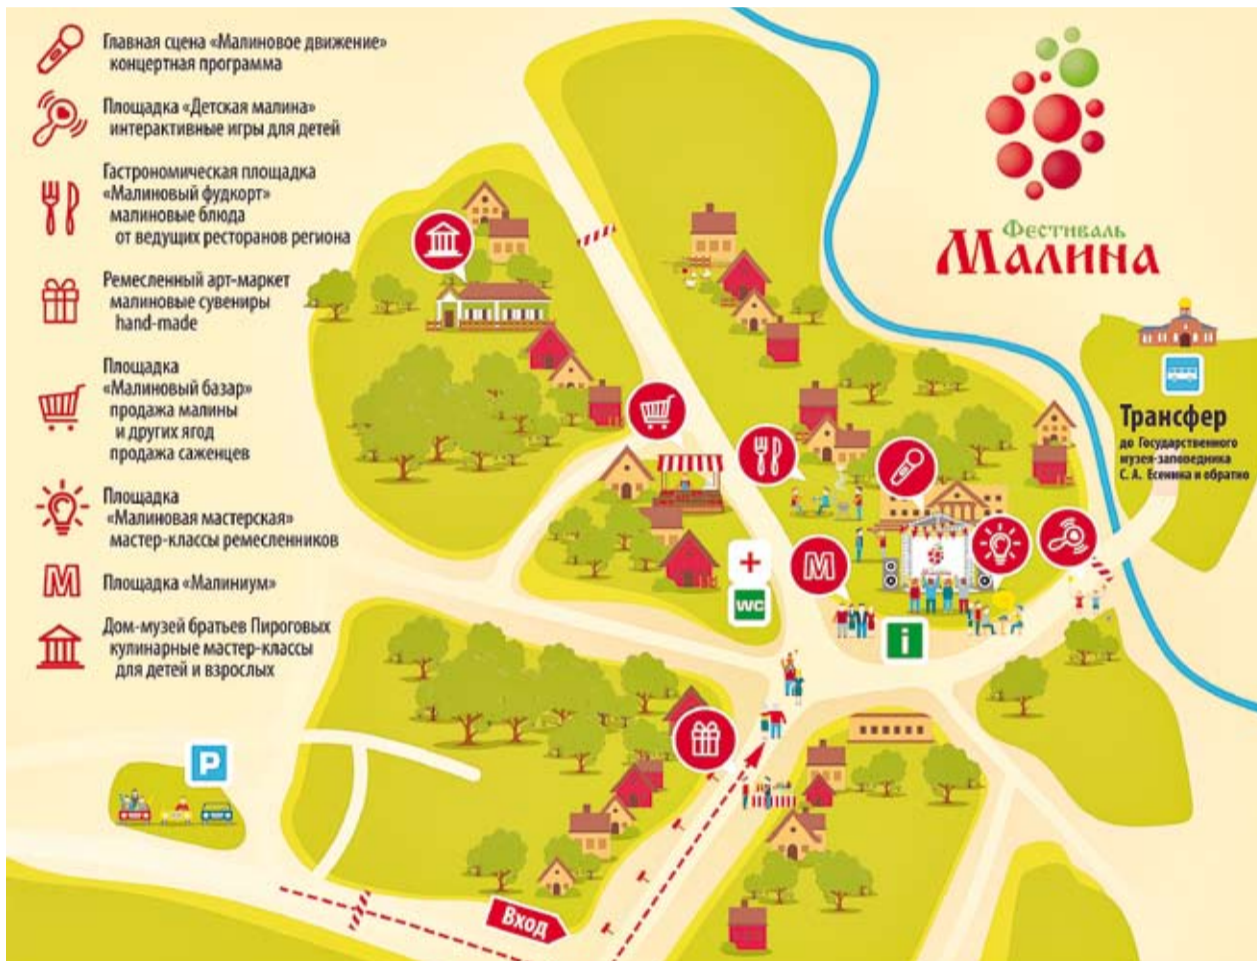 Главная сцена «Малиновое движение»
концертная программа
Площадка «Детская малина»
интерактивные игры для детей
Гастрономическая площадка
«Малиновый фудкорт»
малиновые блюда
от ведущих ресторанов региона
Ремесленный арт-маркет
малиновые сувениры
hand-made
Площадка
«Малиновый базар»
продажа малины
и других ягод
продажа саженцев
Площадка
«Малиновая мастерская»
мастер-классы ремесленников
М
Площадка «Малиниум»
Дом-музей братьев Пироговых
кулинарные мастер-классы
для детей и взрослых
Фестиваль
Малина
Трансфер
до Государственного
музея-заповедника
С. А. Есенина и обратно
М
WC
i
P
Вход